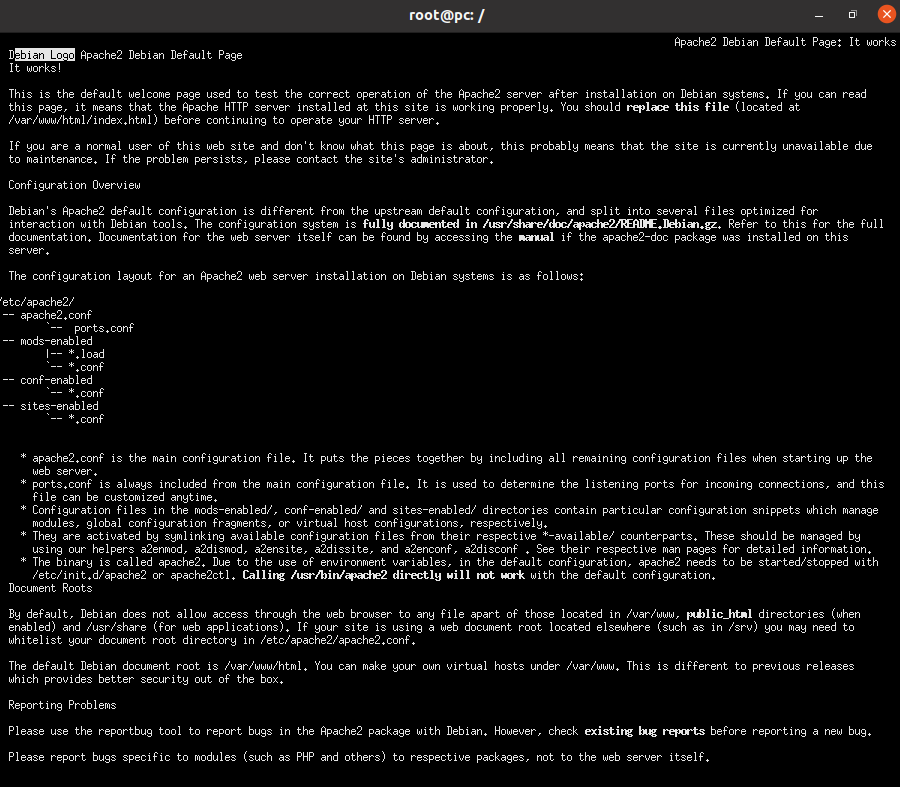 root@pc: /
Apache2 Debian Default Page: It works
Debian Logo Apache2 Debian Default Page
It works!
This is the default welcome page used to test the correct operation of the Apache2 server after installation on Debian systems. If you can read
this page, it means that the Apache HTTP server installed at this site is working properly. You should replace this file (located at
/var/www/html/index.html) before continuing to operate your HTTP server.
If you are a normal user of this web site and don't know what this page is about, this probably means that the site is currently unavailable due
to maintenance. If the problem persists, please contact the site's administrator.
Configuration Overview
Debian's Apache2 default configuration is different from the upstream default configuration, and split into several files optimized for
interaction with Debian tools. The configuration system is fully documented in /usr/share/doc/apache2/README.Debian.gz. Refer to this for the full
documentation. Documentation for the web server itself can be found by accessing the manual if the apache2-doc package was installed on this
server.
The configuration layout for an Apache2 web server installation on Debian systems is as follows:
/etc/apache2/
-- apache2.conf
`--  ports.conf
-- mods-enabled
|-- *.load
`-- *.conf
-- conf-enabled
`-- *.conf
-- sites-enabled
`-- *.conf
* apache2.conf is the main configuration file. It puts the pieces together by including all remaining configuration files when starting up the
web server.
* ports.conf is always included from the main configuration file. It is used to determine the listening ports for incoming connections, and this
file can be customized anytime.
* Configuration files in the mods-enabled/, conf-enabled/ and sites-enabled/ directories contain particular configuration snippets which manage
modules, global configuration fragments, or virtual host configurations, respectively.
* They are activated by symlinking available configuration files from their respective *-available/ counterparts. These should be managed by
using our helpers a2enmod, a2dismod, a2ensite, a2dissite, and a2enconf, a2disconf . See their respective man pages for detailed information.
* The binary is called apache2. Due to the use of environment variables, in the default configuration, apache2 needs to be started/stopped with
/etc/init.d/apache2 or apache2ctl. Calling /usr/bin/apache2 directly will not work with the default configuration.
Document Roots
By default, Debian does not allow access through the web browser to any file apart of those located in /var/www, public_html directories (when
enabled) and /usr/share (for web applications). If your site is using a web document root located elsewhere (such as in /srv) you may need to
whitelist your document root directory in /etc/apache2/apache2.conf.
The default Debian document root is /var/www/html. You can make your own virtual hosts under /var/www. This is different to previous releases
which provides better security out of the box.
Reporting Problems
Please use the reportbug tool to report bugs in the Apache2 package with Debian. However, check existing bug reports before reporting a new bug.
Please report bugs specific to modules (such as PHP and others) to respective packages, not to the web server itself.